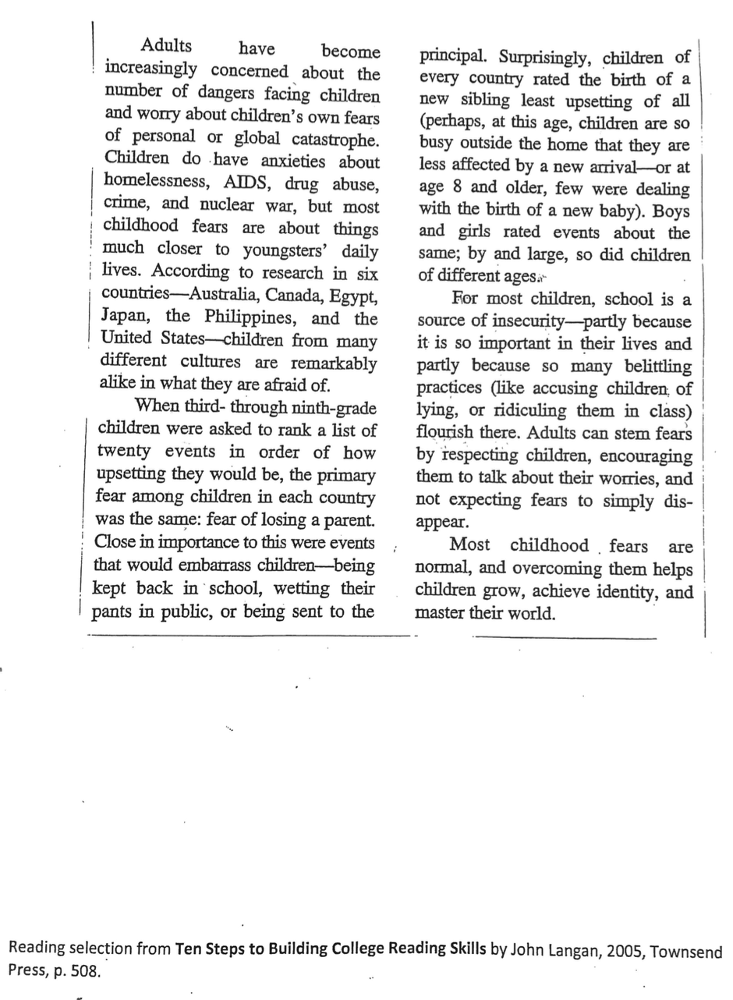 Adults have become
increasingly concerned about the
number of dangers facing children
and worry about children's own fears
of personal or global catastrophe.
Children do have anxieties about
homelessness, AIDS, drug abuse,
crime, and nuclear war, but most
childhood fears are about things
much closer to youngsters' daily
lives. According to research in six
countries—Australia, Canada, Egypt,
Japan, the Philippines, and the
United States—children from many
different cultures are remarkably
alike in what they are afraid of.
When third- through ninth-grade
children were asked to rank a list of
twenty events in order of how
upsetting they would be, the primary
fear among children in each country
was the same: fear of losing a parent.
Close in importance to this were events
that would embarrass children—being
kept back in school, wetting their
pants in public, or being sent to the
principal. Surprisingly, children of
every country rated the birth of a
new sibling least upsetting of all
(perhaps, at this age, children are so
busy outside the home that they are
less affected by a new arrival—or at
age 8 and older, few were dealing
with the birth of a new baby). Boys
and girls rated events about the
same; by and large, so did children
of different ages.
For most children, school is a
source of insecurity—partly because
it is so important in their lives and
partly because so many belittling
practices (like accusing children of
lying, or ridiculing them in class)
flourish there. Adults can stem fears
by respecting children, encouraging
them to talk about their worries, and
not expecting fears to simply dis-
appear.
Most childhood fears are
normal, and overcoming them helps
children grow, achieve identity, and
master their world.
Reading selection from Ten Steps to Building College Reading Skills by John Langan, 2005, Townsend
Press, p. 508.